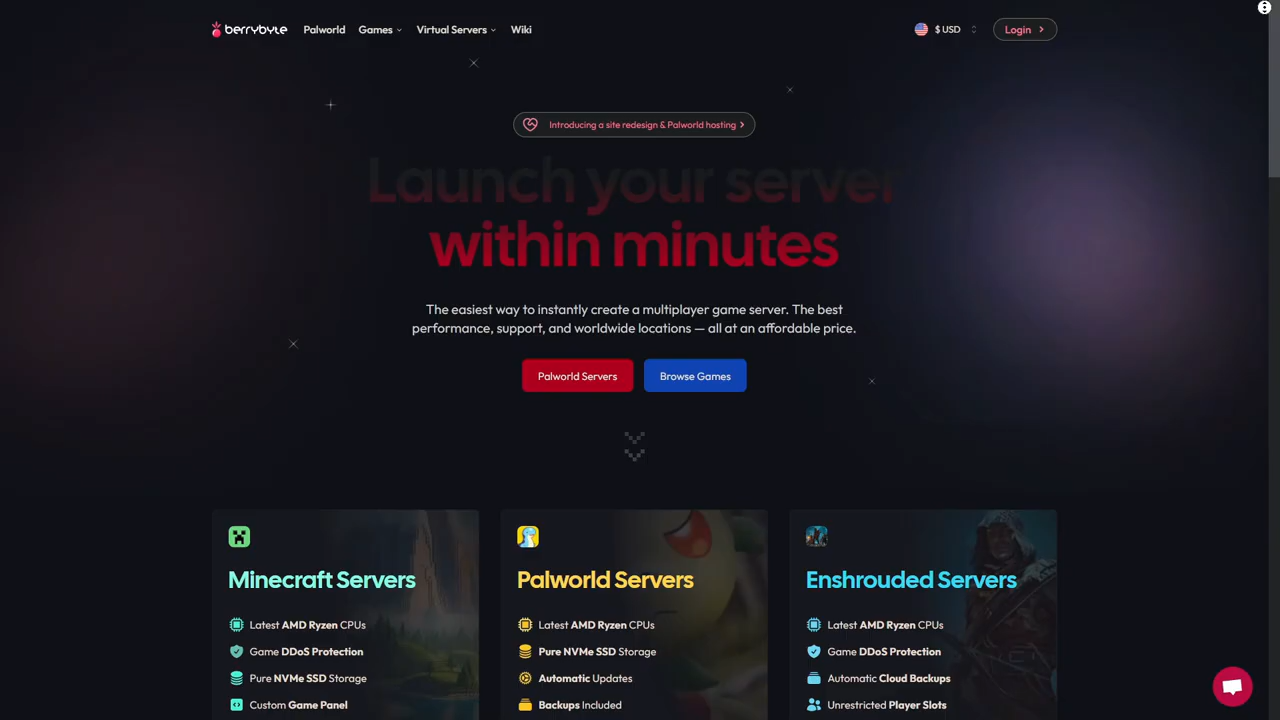 berrybyte
Palworld
Games
Virtual Servers
Wiki
$ USD
Login
Introducing a site redesign & Palworld hosting
Launch your server
within minutes
The easiest way to instantly create a multiplayer game server. The best
performance, support, and worldwide locations — all at an affordable price.
Palworld Servers
Browse Games
Minecraft Servers
Latest AMD Ryzen CPUs
Game DDoS Protection
Pure NVMe SSD Storage
Custom Game Panel
Palworld Servers
Latest AMD Ryzen CPUs
Pure NVMe SSD Storage
Automatic Updates
Backups Included
Enshrouded Servers
Latest AMD Ryzen CPUs
Game DDoS Protection
Automatic Cloud Backups
Unrestricted Player Slots